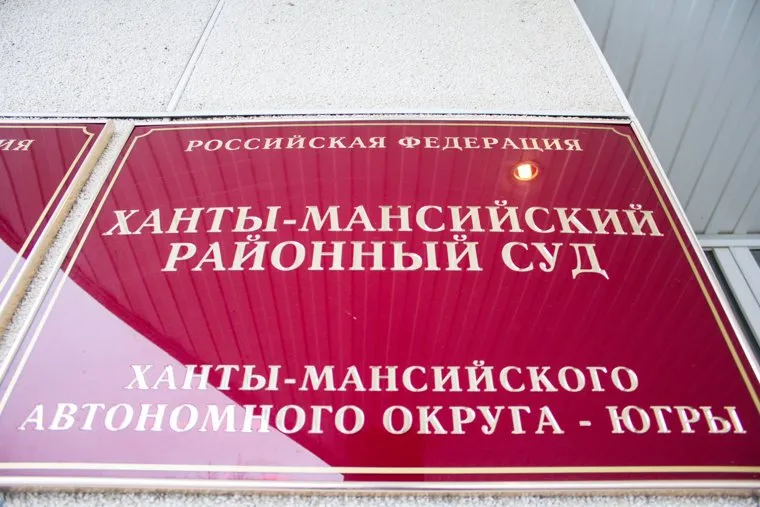 РОССИЙСКАЯ ФЕДЕРАЦИЯ
ХАНТЫ-МАНСИЙСКИЙ
РАЙОННЫЙ СУД
ХАНТЫ-МАНСИЙСКОГО
АВТОНОМНОГО ОКРУГА - ЮГРЫ